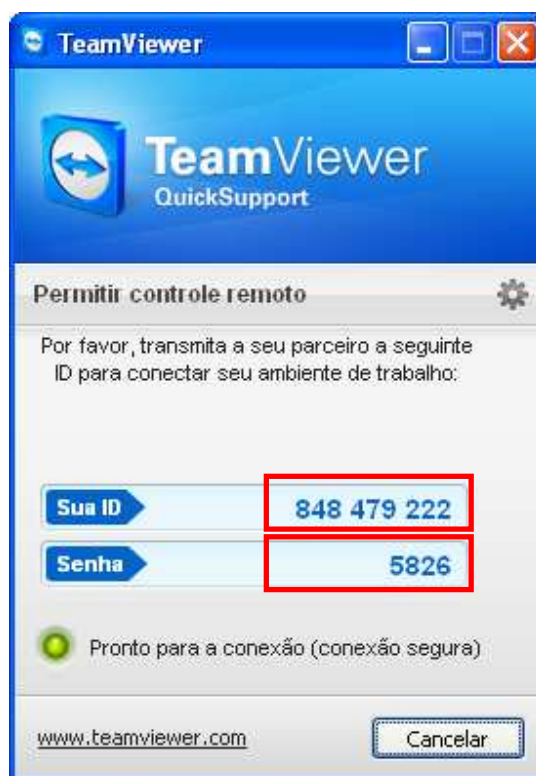 TeamViewer
TeamViewer
QuickSupport
Permitir controle remoto
Por favor, transmita a seu parceiro a seguinte
ID para conectar seu ambiente de trabalho:
Sua ID 848 479 222
Senha 5826
Pronto para a conexão (conexão segura)
www.teamviewer.com Cancelar